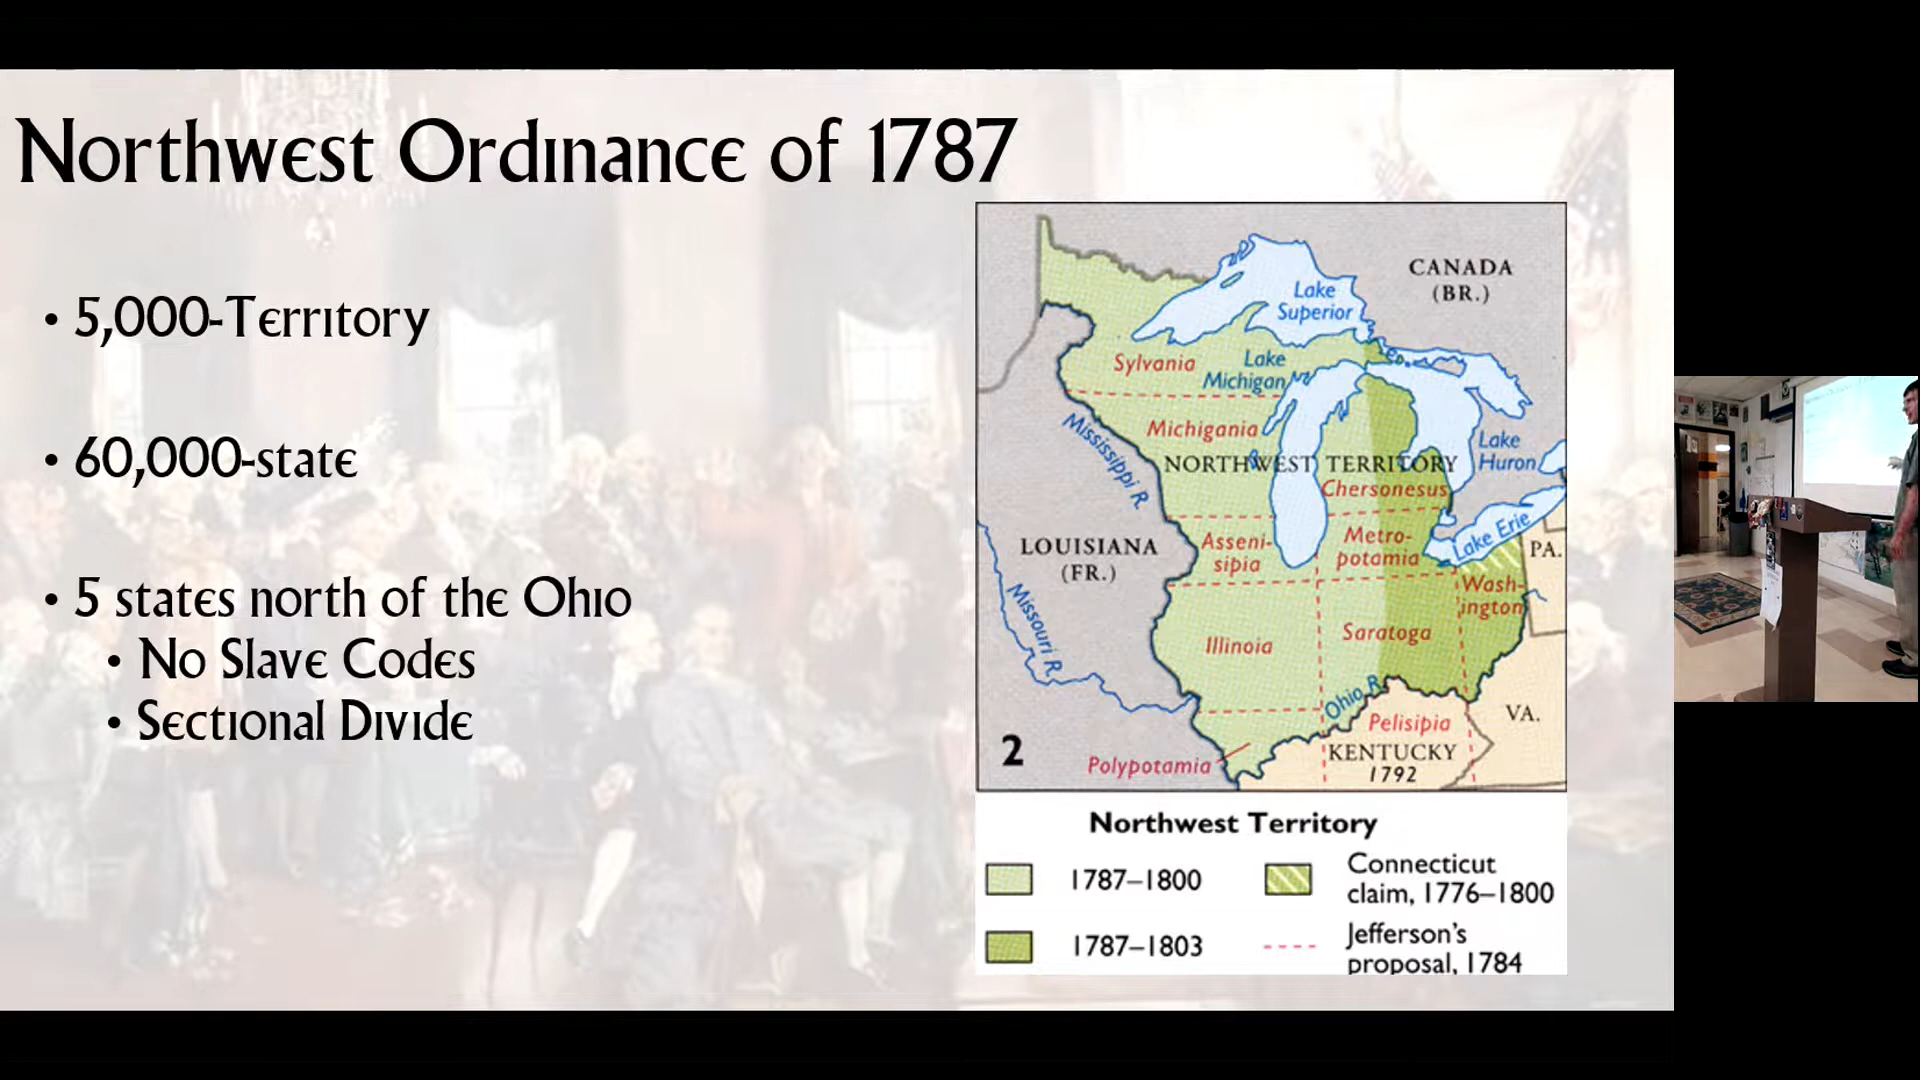 Northwest Ordinance of 1787
• 5,000-Territory
• 60,000-state
• 5 states north of the Ohio
• No Slave Codes
• Sectional Divide
CANADA
(BR.)
Lake
Superior
Sylvania
Lake
Michigan
Michigania
Mississippi R.
Lake
Huron
NORTHWEST TERRITORY
Chersonesus
LOUISIANA
(FR.)
Asseni-
sipia
Metro-
potamia
Lake Erie
PA.
Wash-
ington
Missouri R.
Illinoia
Saratoga
Ohio R.
Pelisipia
VA.
KENTUCKY
1792
2
Polypotamia
Northwest Territory
1787–1800
Connecticut
claim, 1776–1800
1787–1803
Jefferson's
proposal, 1784